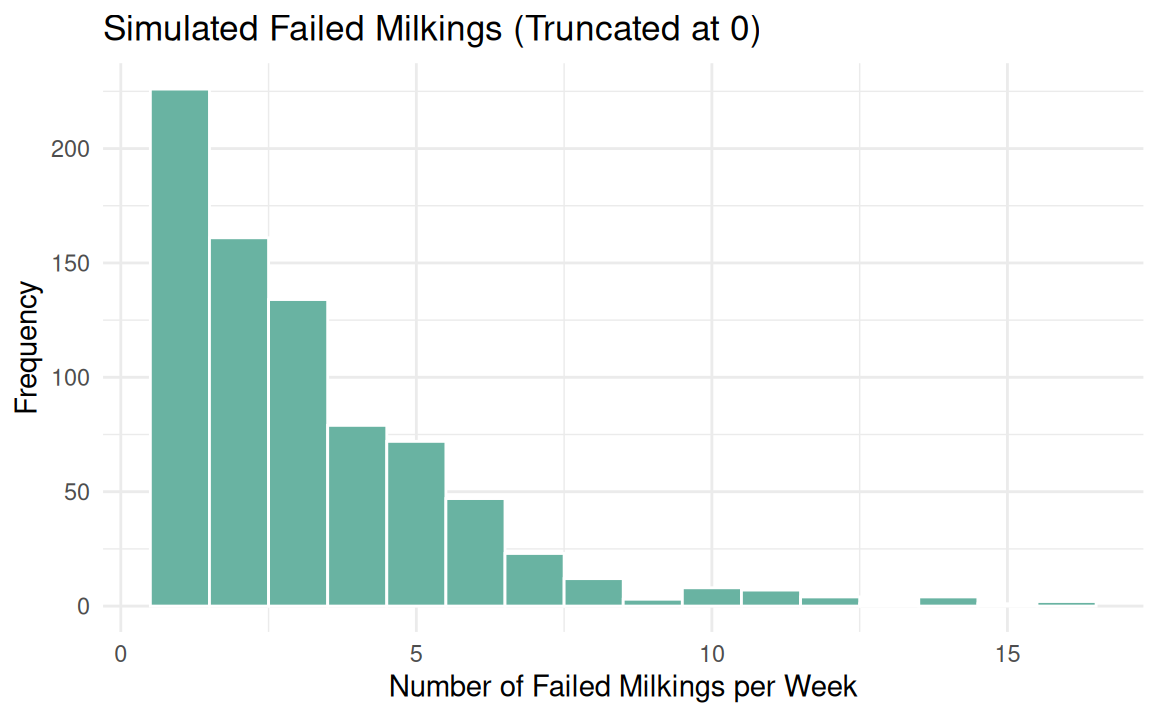 Simulated Failed Milkings (Truncated at 0)
200
150
100
50
0
Frequency
0 5 10 15
Number of Failed Milkings per Week